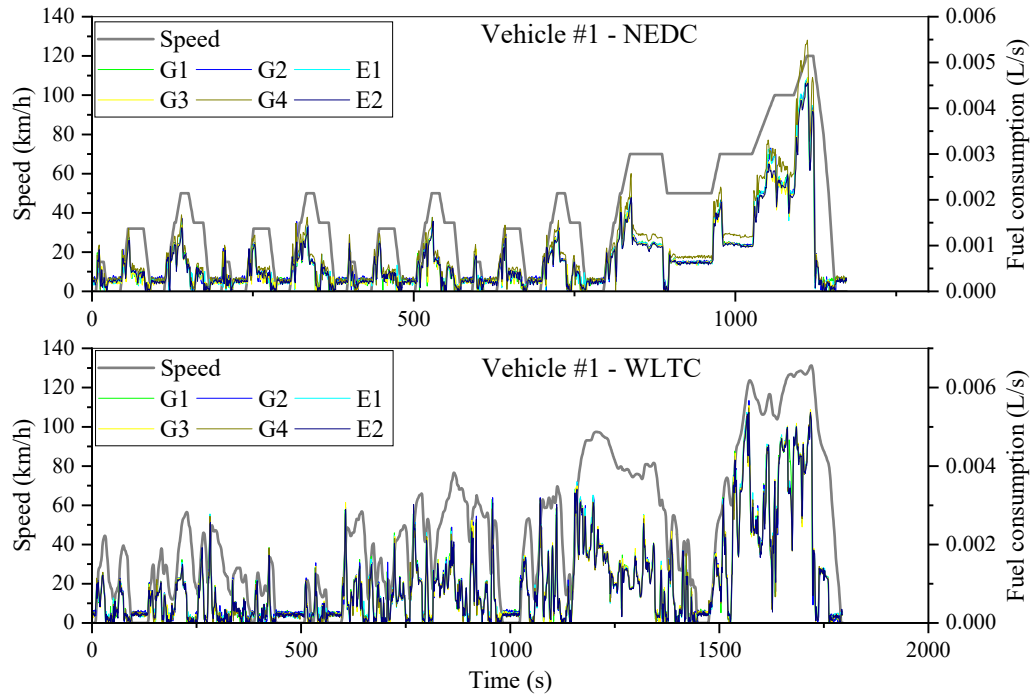 Vehicle #1 - NEDC
Speed
G1 G2 E1
G3 G4 E2
Speed (km/h)
140
120
100
80
60
40
20
0
0 500 1000
Fuel consumption (L/s)
0.006
0.005
0.004
0.003
0.002
0.001
0.000
Vehicle #1 - WLTC
Speed
G1 G2 E1
G3 G4 E2
Speed (km/h)
140
120
100
80
60
40
20
0
0 500 1000 1500 2000
Time (s)
Fuel consumption (L/s)
0.006
0.004
0.002
0.000